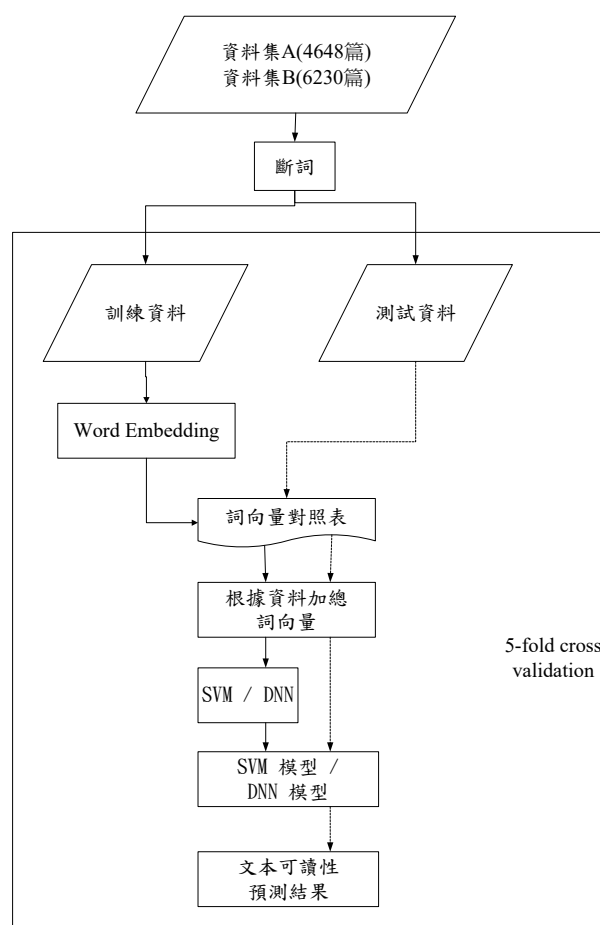 資料集A(4648篇)
資料集B(6230篇)
斷詞
訓練資料
測試資料
Word Embedding
詞向量對照表
根據資料加總
詞向量
5-fold cross
validation
SVM / DNN
SVM 模型 /
DNN 模型
文本可讀性
預測結果